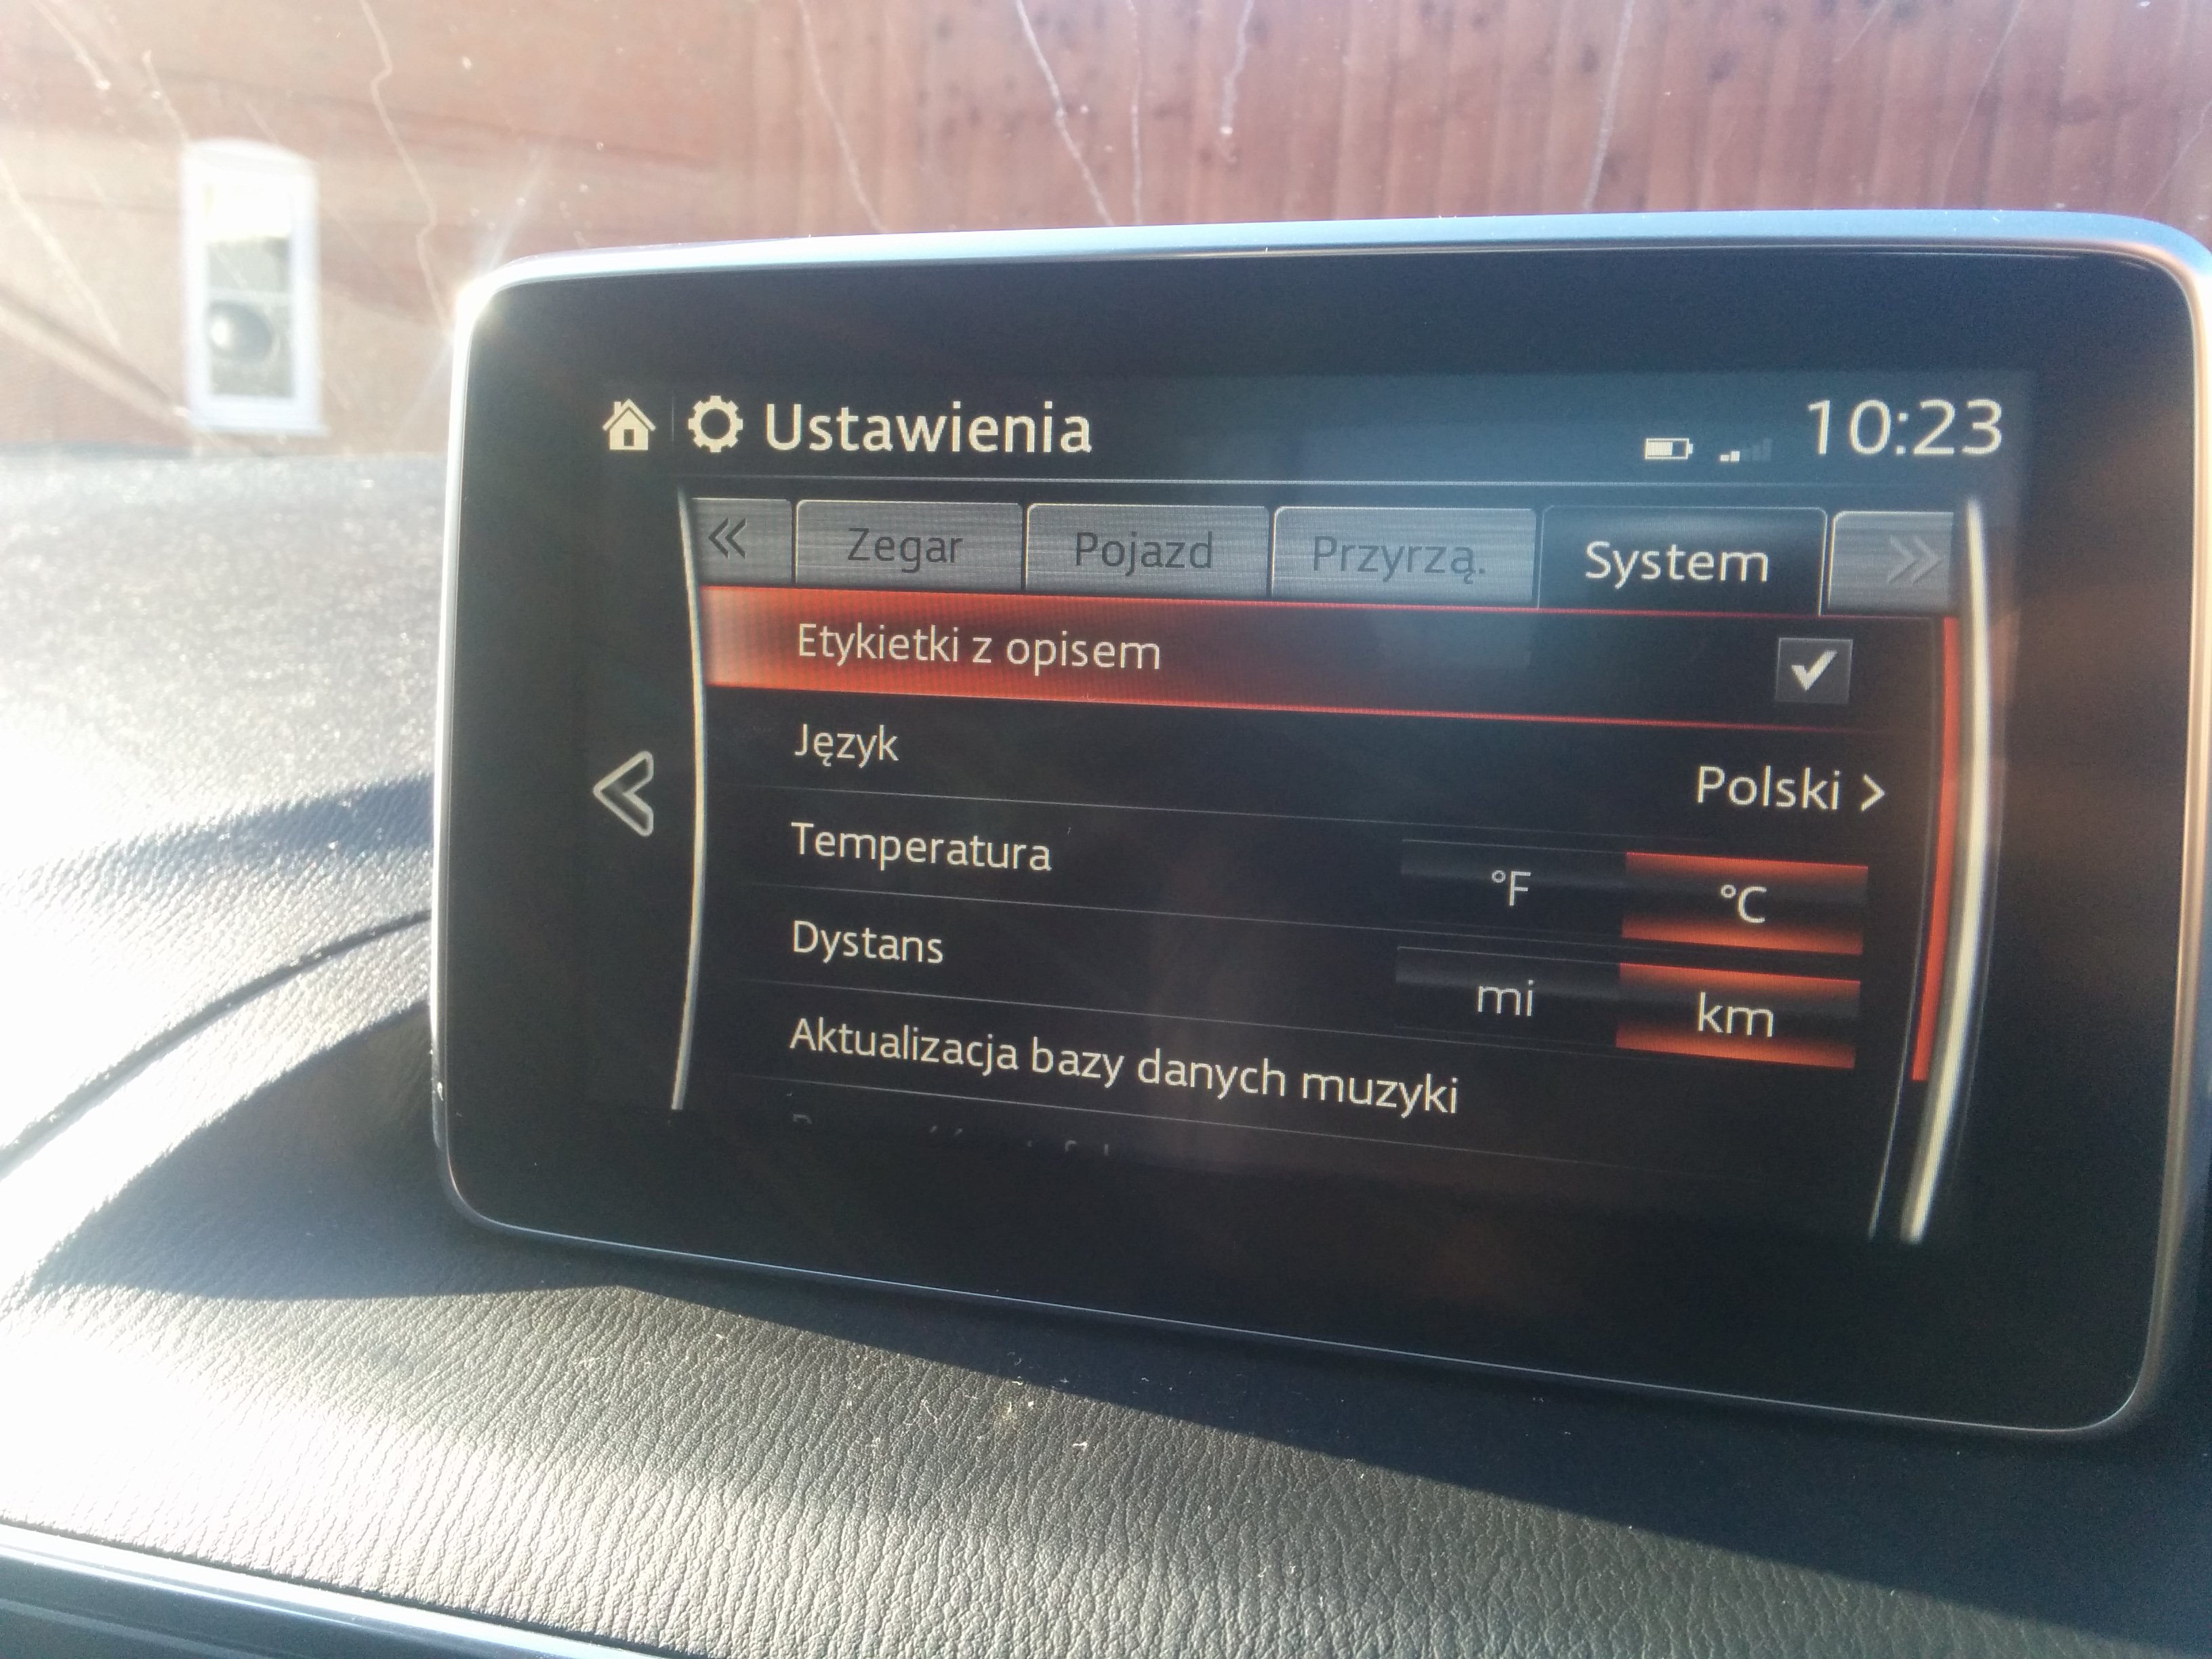 Ustawienia 10:23
Zegar Pojazd Przyrzą. System
Etykietki z opisem
Język Polski
Temperatura °F °C
Dystans mi km
Aktualizacja bazy danych muzyki